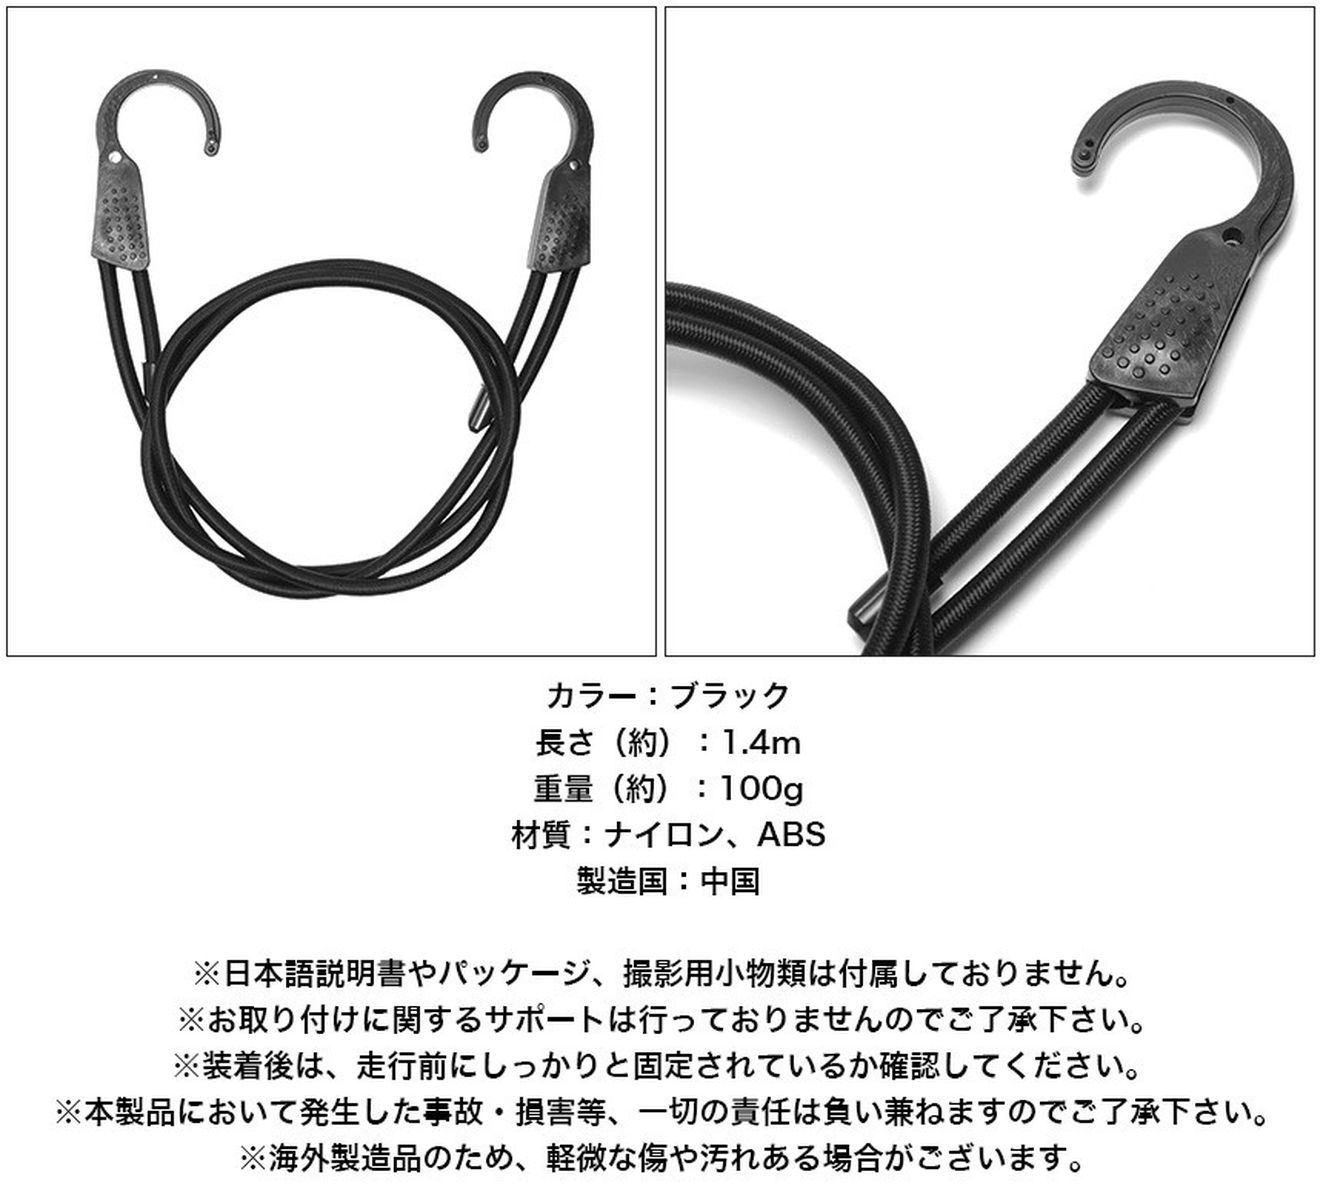 カラー：ブラック
長さ（約）：1.4m
重量（約）：100g
材質：ナイロン、ABS
製造国：中国
※日本語説明書やパッケージ、撮影用小物類は付属しておりません。
※お取り付けに関するサポートは行っておりませんのでご了承下さい。
※装着後は、走行前にしっかりと固定されているか確認してください。
※本製品において発生した事故・損害等、一切の責任は負い兼ねますのでご了承下さい。
※海外製造品のため、軽微な傷や汚れある場合がございます。